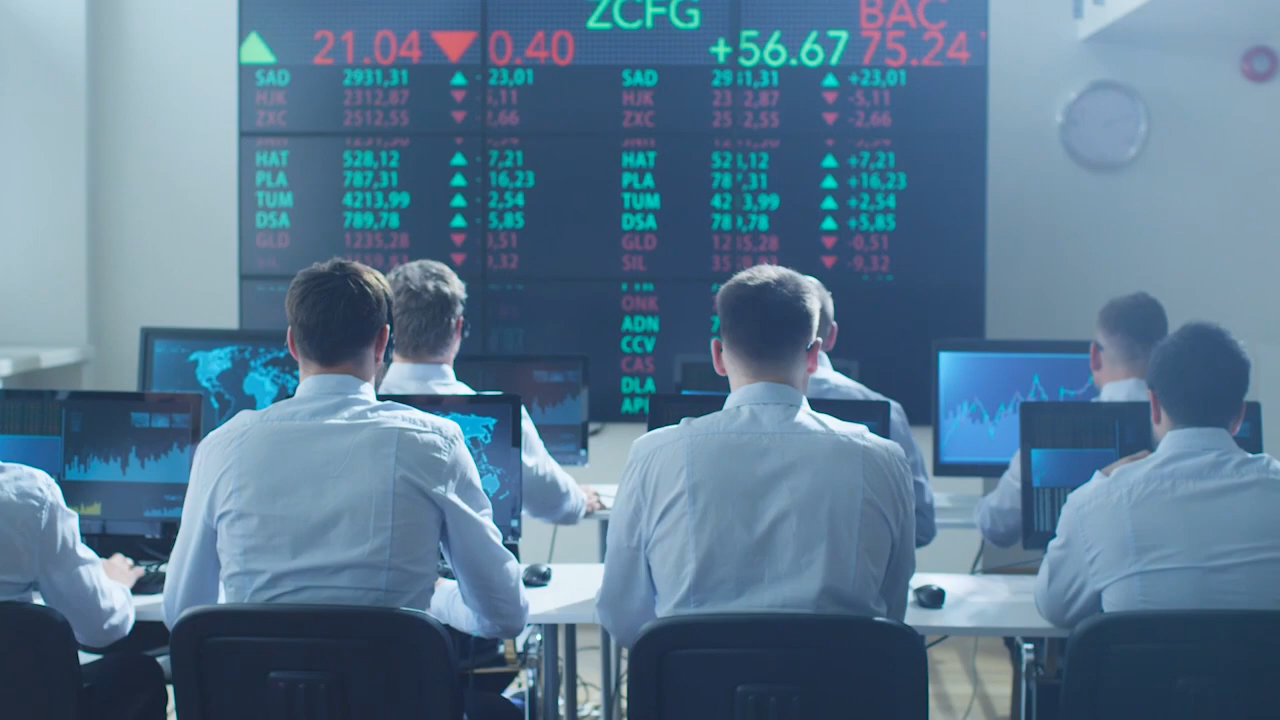 ZCFG BAC
21.04 0.40 +56.67 75.24
SAD 2931,31 23,01 SAD +23,01
HJK 2312,87 HJK -5,11
ZXC 2512,55 ZXC -2,66
HAT 528,12 7,21 HAT +7,21
PLA 787,31 16,23 PLA +16,23
TUM 4213,99 2,54 TUM +2,54
DSA 789,78 5,85 DSA +5,85
GLD 1235,28 GLD -0,51
SIL -9,32
ONK
ADN
CCV
CAS
DLA